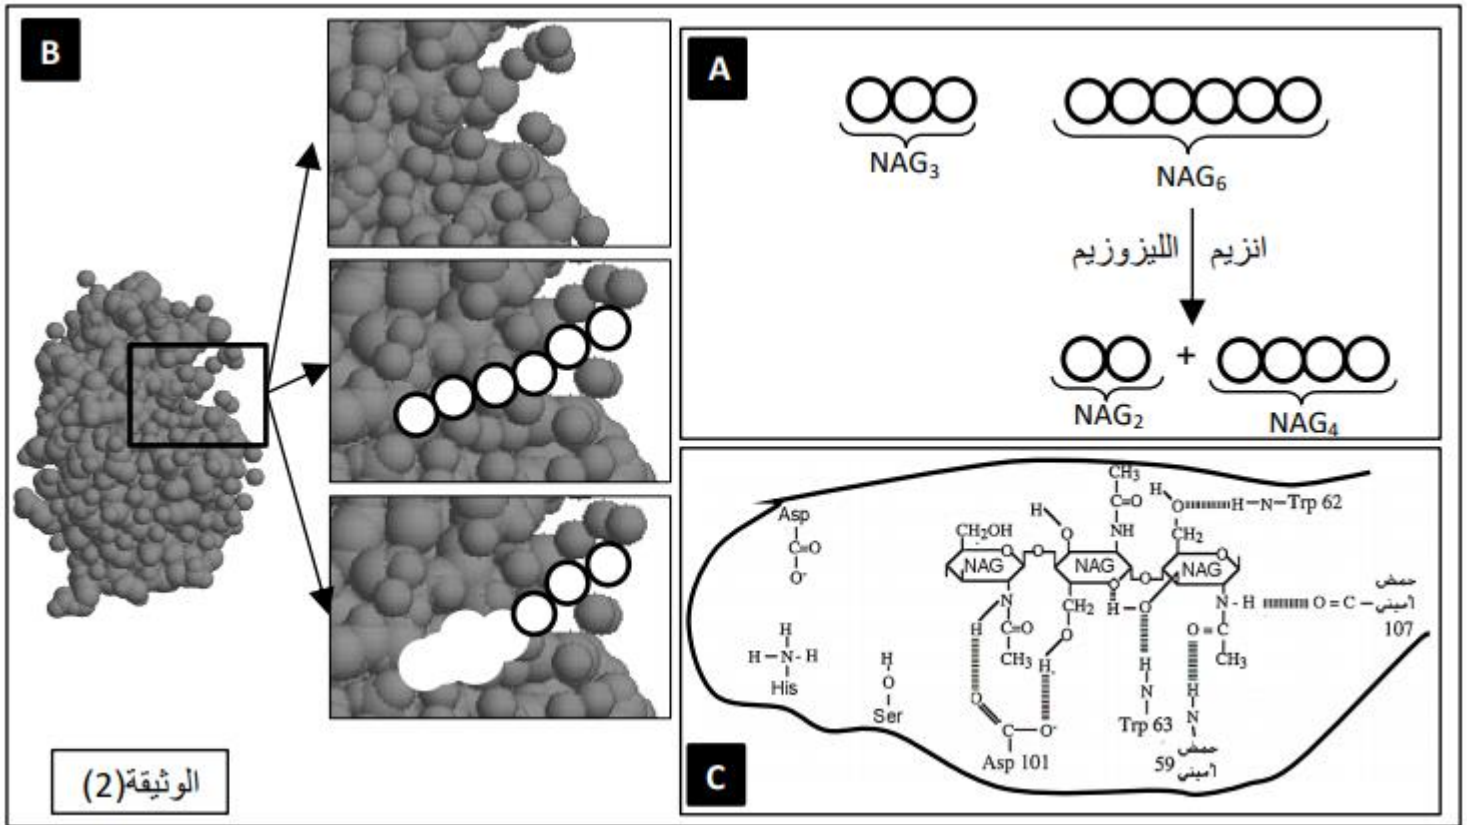 B
الوثيقة(2)
A
NAG₃
NAG₆
انزيم الليزوزيم
NAG₂
+
NAG₄
C
Asp
C=O
O⁻
H
H–N–H
His
H
O
Ser
CH₂OH
NAG
O
O
N
H
C=O
CH₃
O
C
O⁻
Asp 101
CH₃
C=O
NH
H
O
NAG
O
O
CH₂
O
H
H
O
CH₂
O
NAG
H–N–Trp 62
O
H–O
H
N
Trp 63
N-H
O=C
حمض أميني 107
O=C
CH₃
H
N
حمض أميني 59